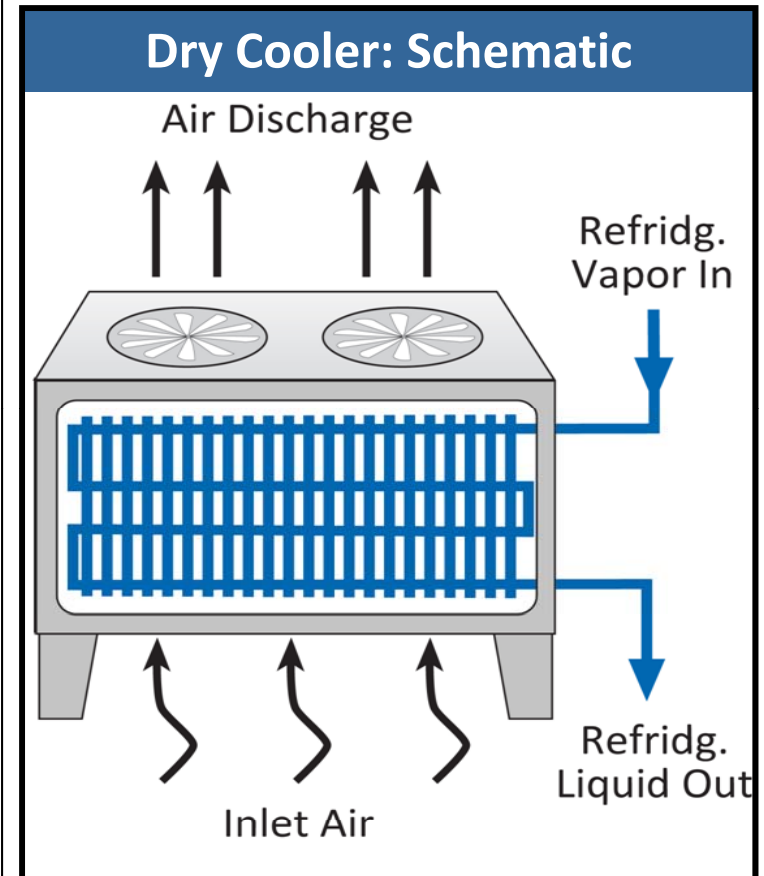 Dry Cooler: Schematic
Air Discharge
Refridg.
Vapor In
Refridg.
Liquid Out
Inlet Air